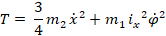 T = 3/4 m₂ ẋ² + m₁ iₓ² φ̇²